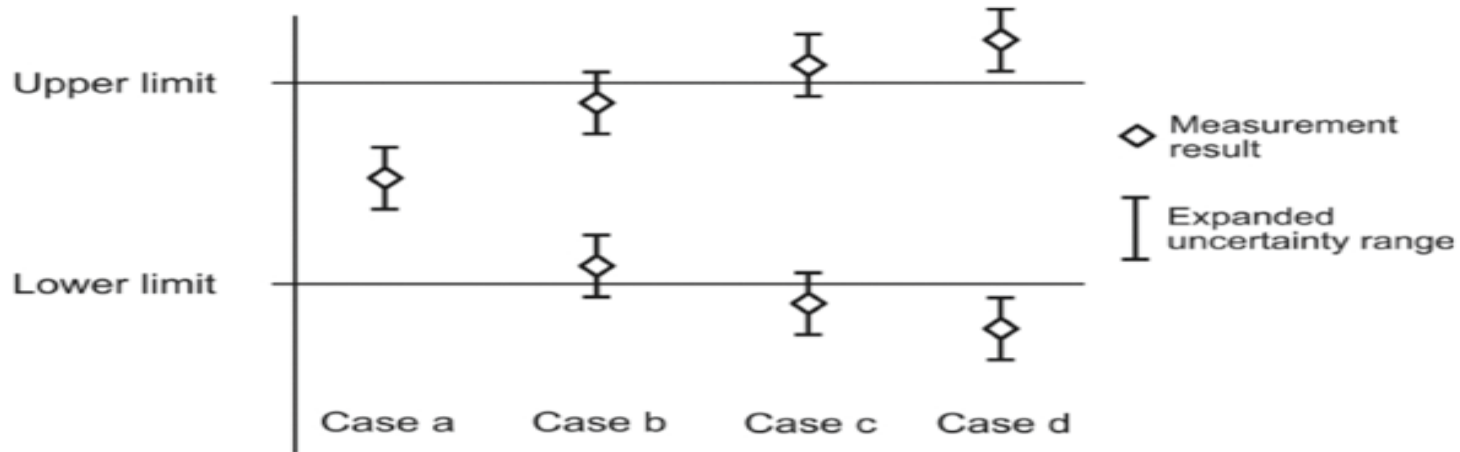 Upper limit
Measurement
result
Expanded
uncertainty range
Lower limit
Case a
Case b
Case c
Case d